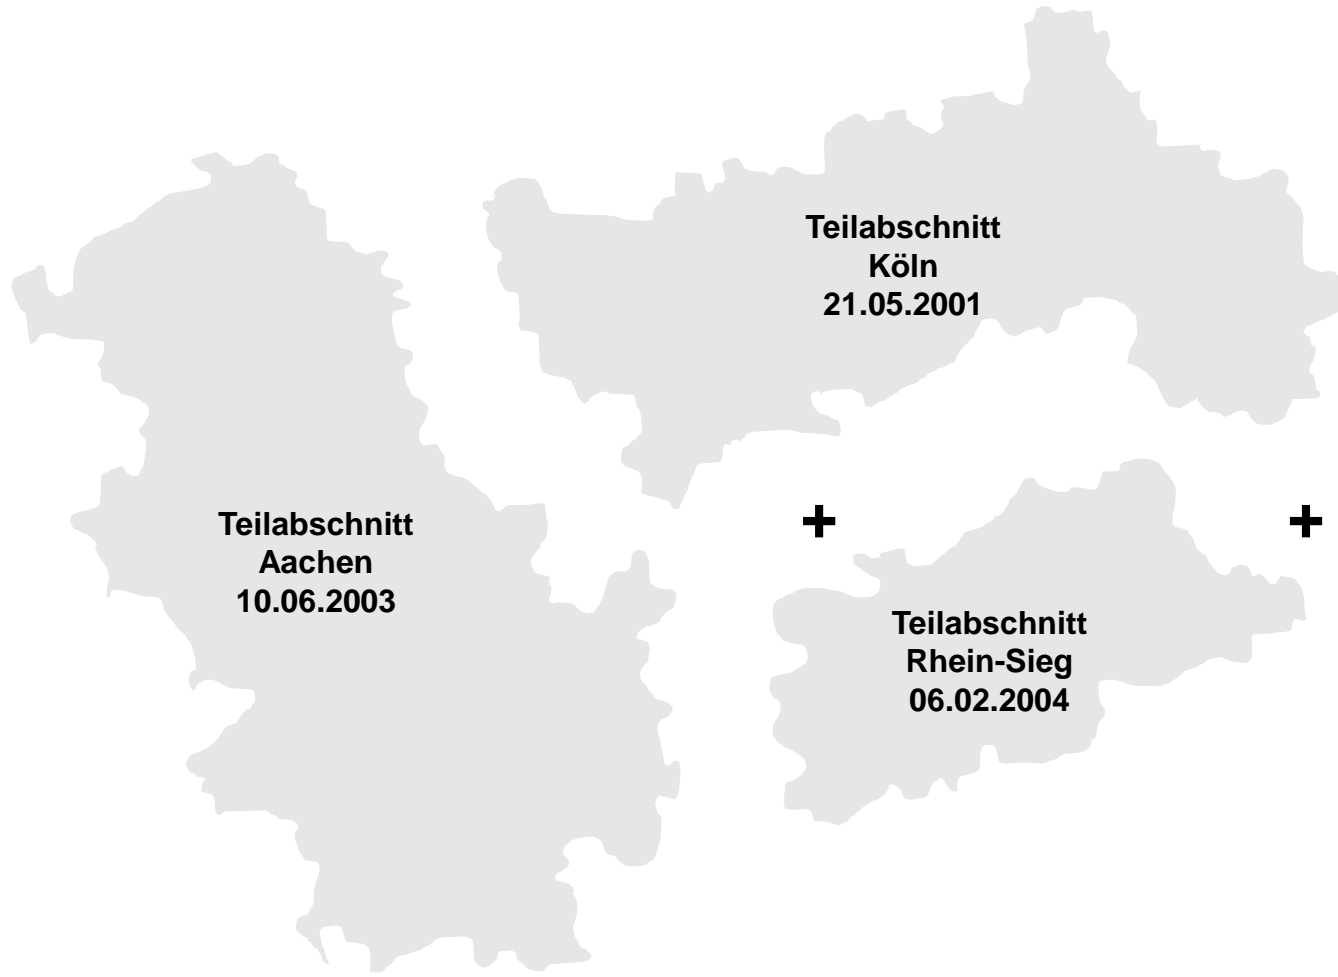 Teilabschnitt
Köln
21.05.2001
Teilabschnitt
Aachen
10.06.2003
+
+
Teilabschnitt
Rhein-Sieg
06.02.2004